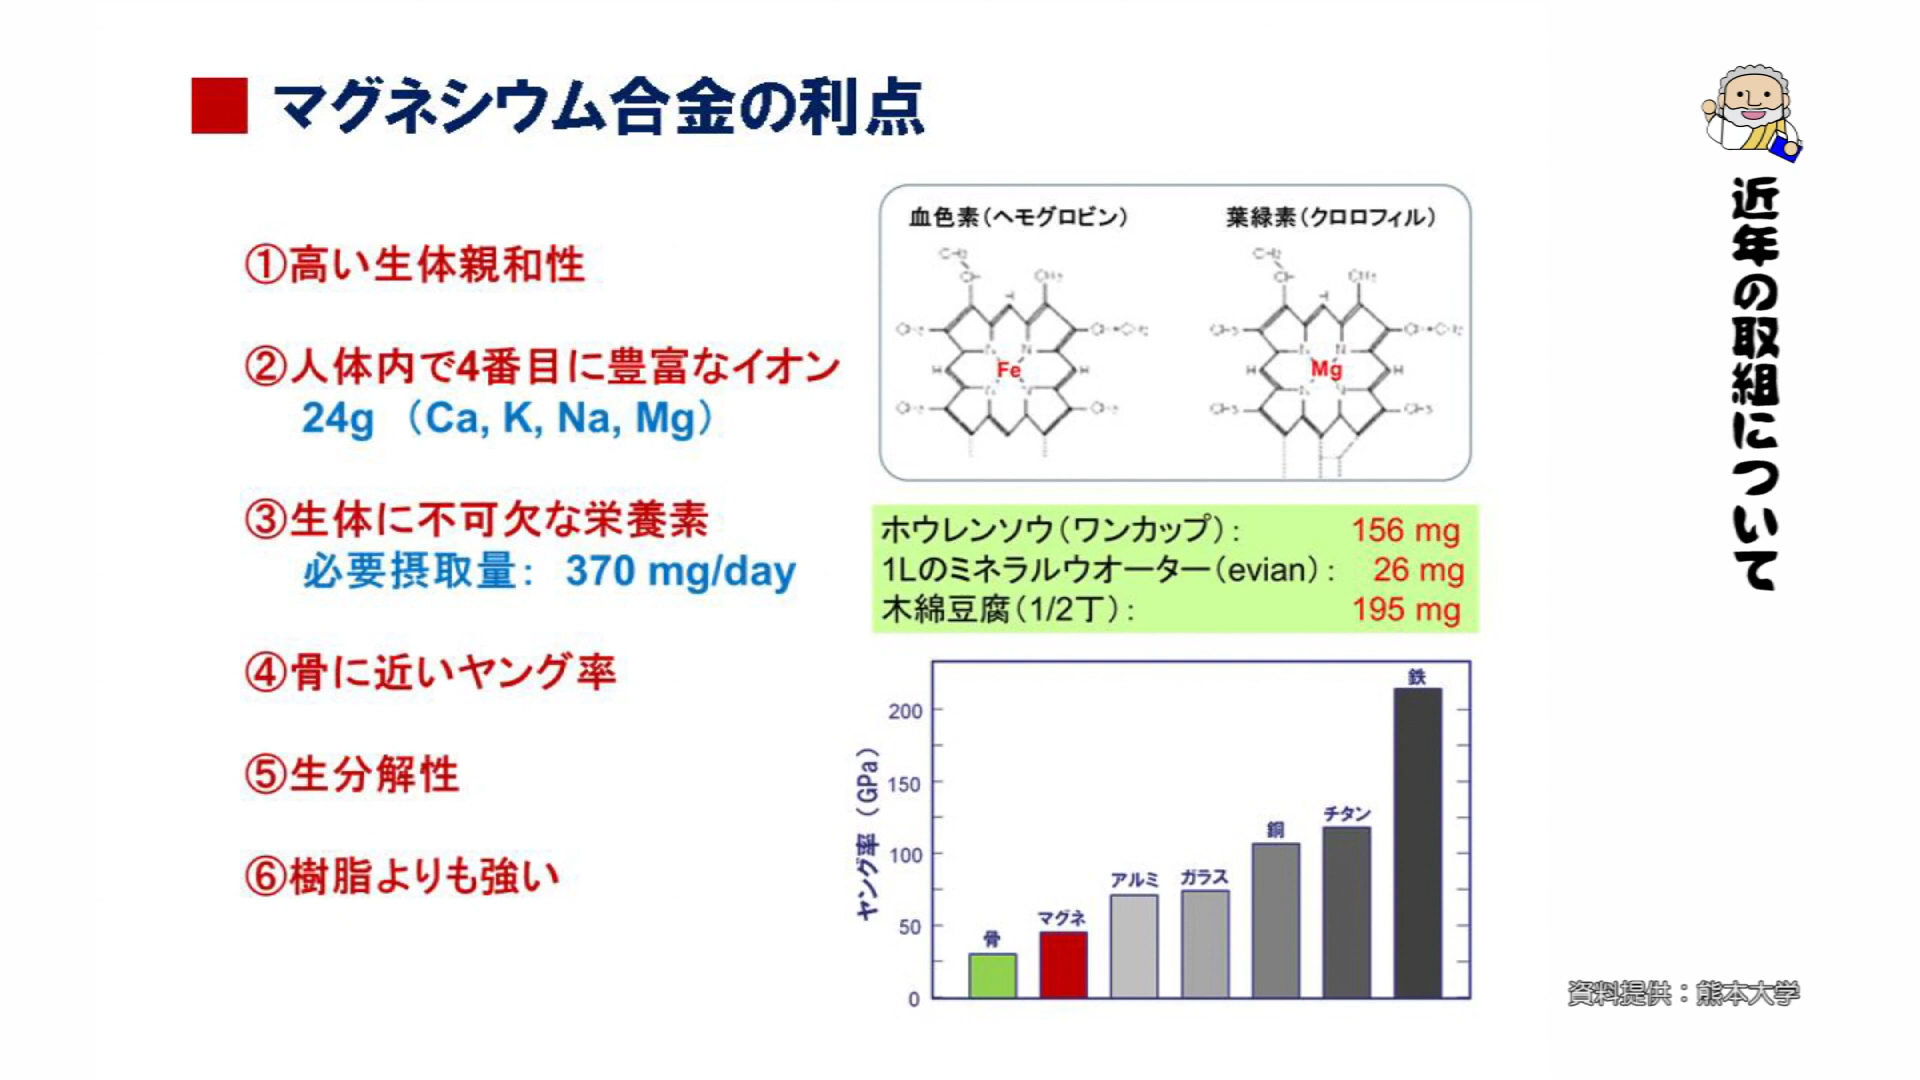 マグネシウム合金の利点
①高い生体親和性
②人体内で4番目に豊富なイオン
24g (Ca, K, Na, Mg)
③生体に不可欠な栄養素
必要摂取量: 370 mg/day
④骨に近いヤング率
⑤生分解性
⑥樹脂よりも強い
血色素(ヘモグロビン)
Fe
葉緑素(クロロフィル)
Mg
ホウレンソウ(ワンカップ): 156 mg
1Lのミネラルウオーター(evian): 26 mg
木綿豆腐(1/2丁): 195 mg
ヤング率 (GPa)
200
150
100
50
0
骨
マグネ
アルミ
ガラス
銅
チタン
鉄
近年の取組について
資料提供:熊本大学